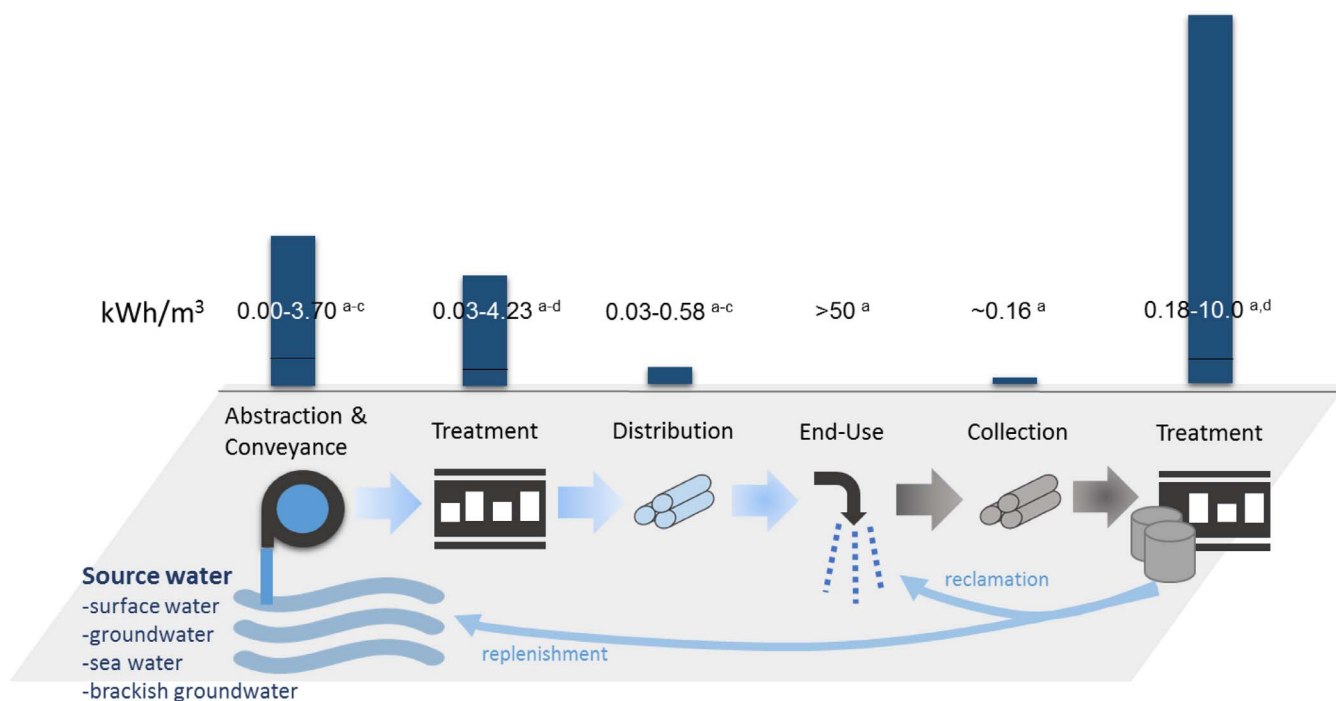 kWh/m³ 0.00-3.70 a-c 0.03-4.23 a-d 0.03-0.58 a-c >50 a ~0.16 a 0.18-10.0 a,d
Abstraction &
Conveyance
Treatment
Distribution
End-Use
Collection
Treatment
Source water
-surface water
-groundwater
-sea water
-brackish groundwater
reclamation
replenishment